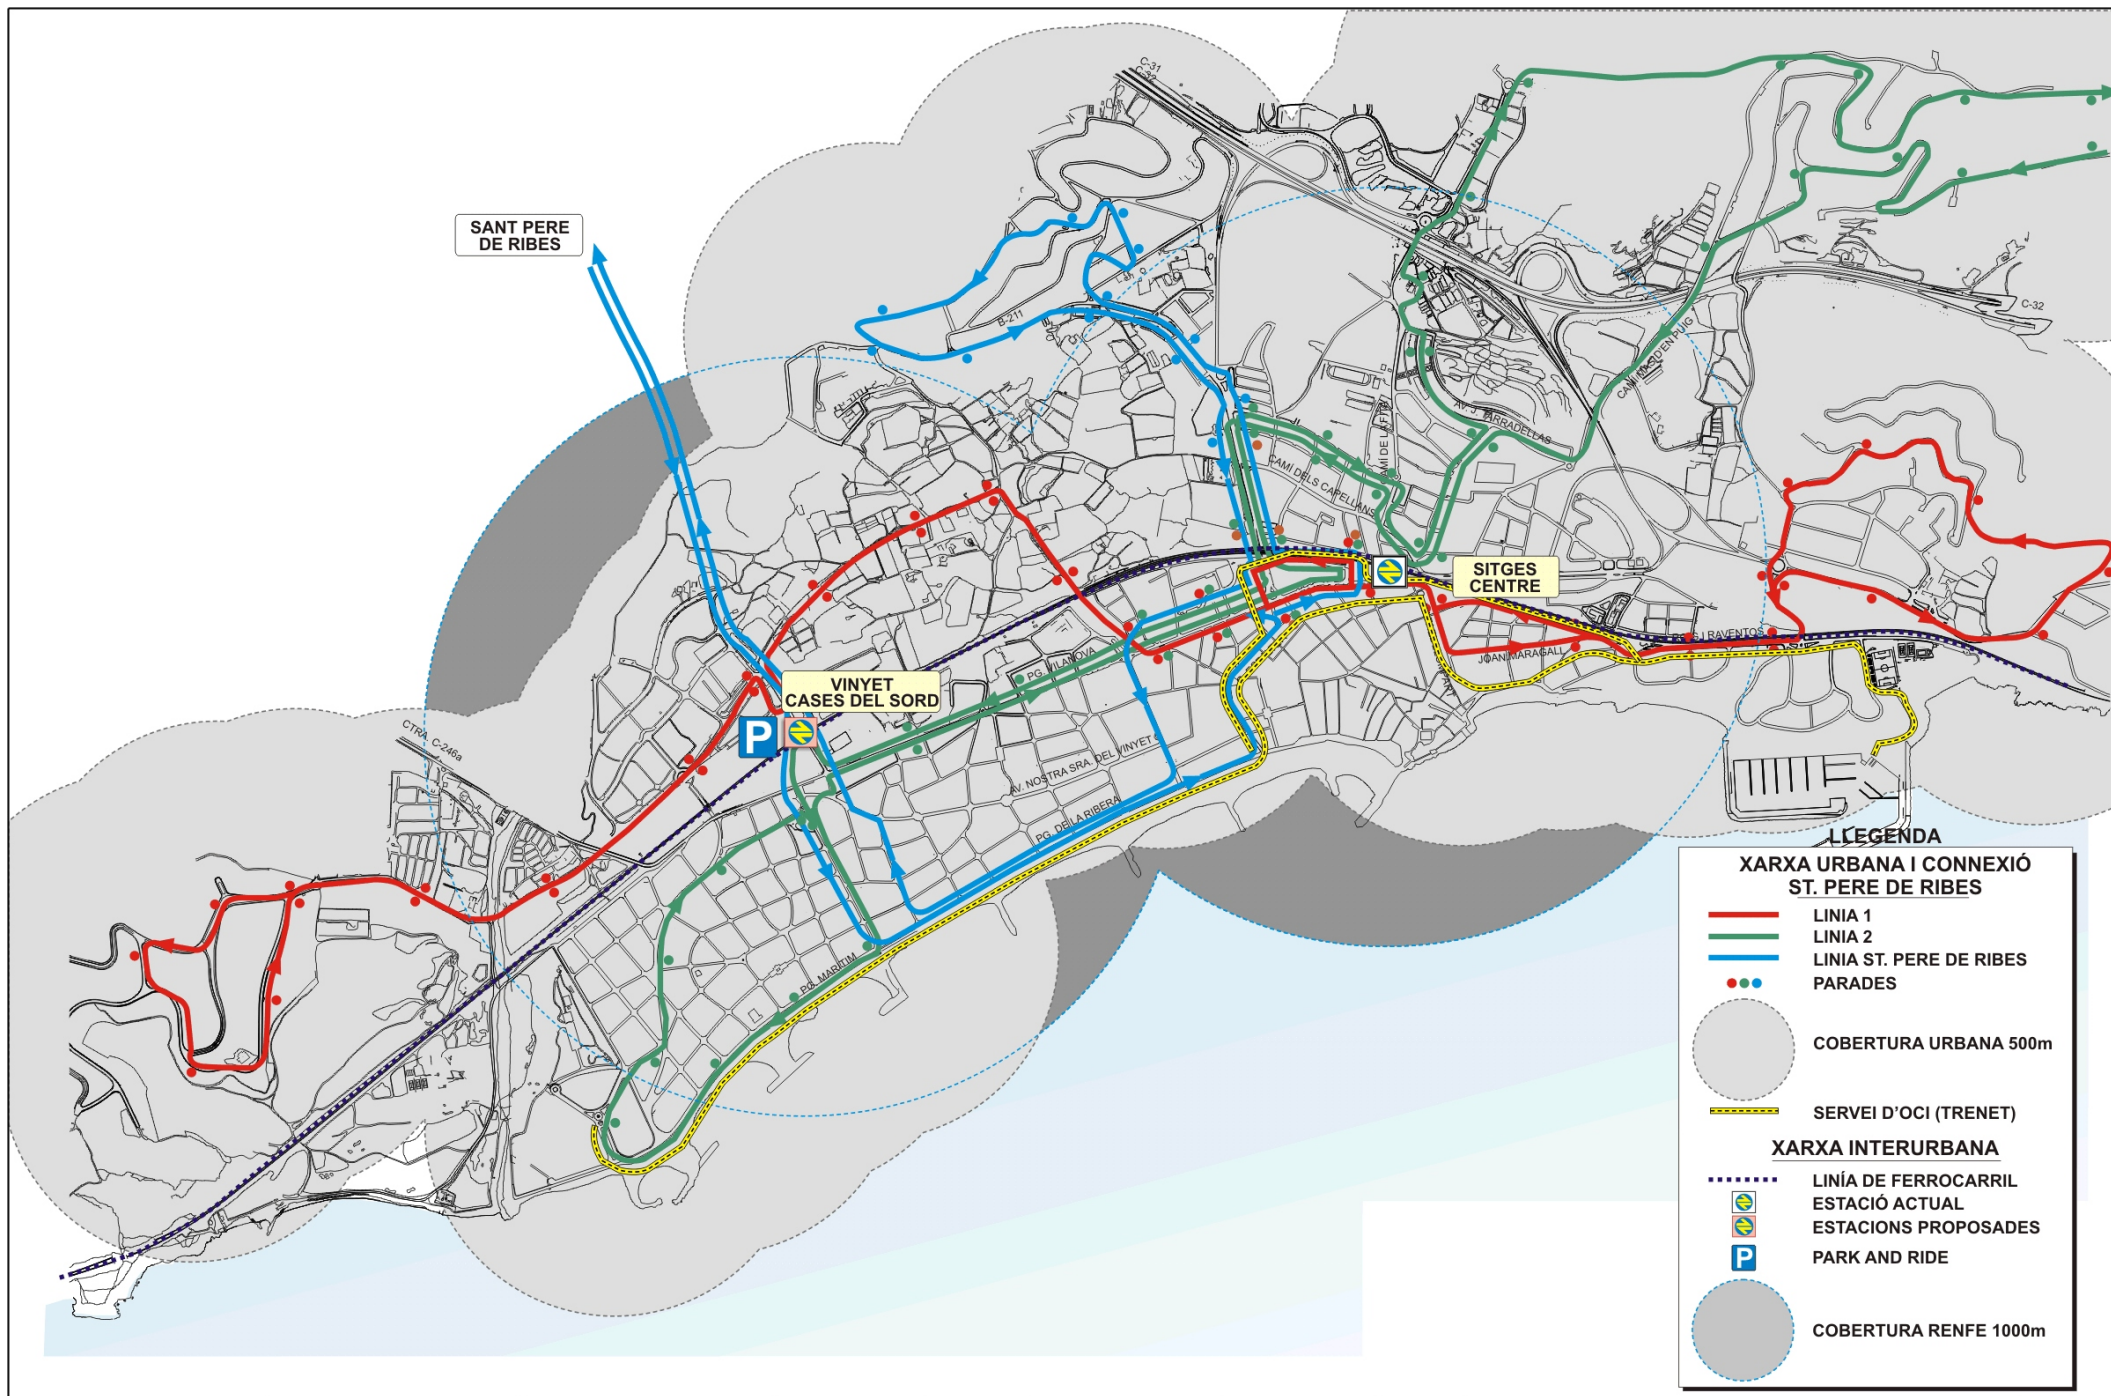 C-31
C-32
SANT PERE
DE RIBES
B-211
C-32
CAMÍ MAS D'EN PUIG
AV. J. TARRADELLAS
CAMÍ DE LA FITA
CAMÍ DELS CAPELLANS
SITGES
CENTRE
J RAVENTOS
JOAN MARAGALL
PG. VILANOVA
VINYET
CASES DEL SORD
P
CTRA. C-246a
AV. NOSTRA SRA. DEL VINYET
PG. DE LA RIBERA
PG. MARITIM
LLEGENDA
XARXA URBANA I CONNEXIÓ
ST. PERE DE RIBES
LINIA 1
LINIA 2
LINIA ST. PERE DE RIBES
PARADES
COBERTURA URBANA 500m
SERVEI D'OCI (TRENET)
XARXA INTERURBANA
LINÍA DE FERROCARRIL
ESTACIÓ ACTUAL
ESTACIONS PROPOSADES
P PARK AND RIDE
COBERTURA RENFE 1000m